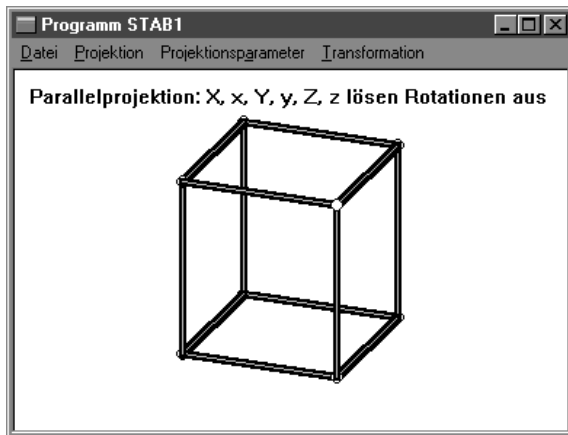 Programm STAB1
Datei Projektion Projektionsparameter Transformation
Parallelprojektion: X, x, Y, y, Z, z lösen Rotationen aus